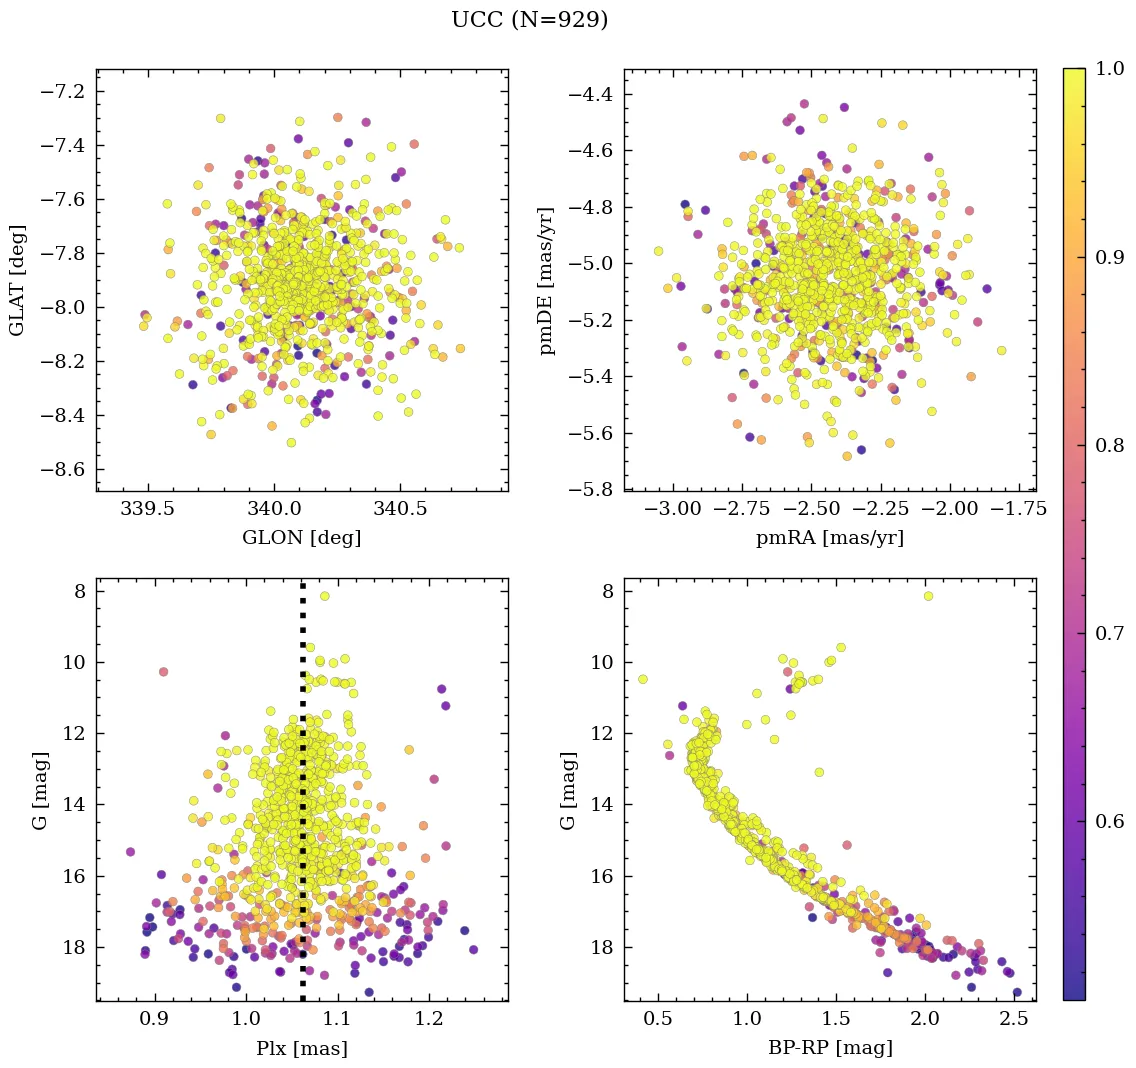 UCC (N=929)
−7.2
−7.4
−7.6
−7.8
−8.0
−8.2
−8.4
−8.6
GLAT [deg]
339.5 340.0 340.5
GLON [deg]
−4.4
−4.6
−4.8
−5.0
−5.2
−5.4
−5.6
−5.8
pmDE [mas/yr]
−3.00 −2.75 −2.50 −2.25 −2.00 −1.75
pmRA [mas/yr]
8
10
12
14
16
18
G [mag]
0.9 1.0 1.1 1.2
Plx [mas]
8
10
12
14
16
18
G [mag]
0.5 1.0 1.5 2.0 2.5
BP-RP [mag]
1.0
0.9
0.8
0.7
0.6